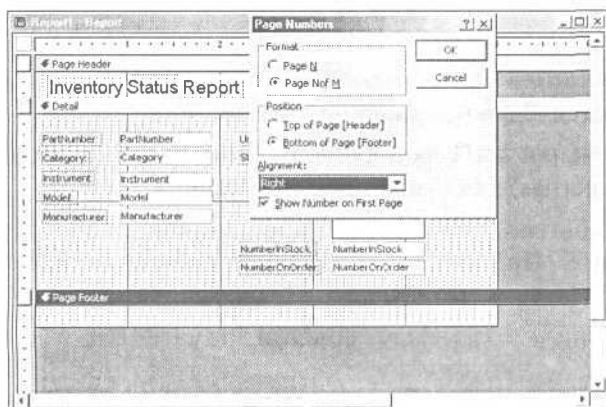 Report1 - Report
Page Header
Inventory Status Report
Detail
PartNumber: PartNumber
Category: Category
Instrument: Instrument
Model: Model
Manufacturer: Manufacturer
NumberInStock NumberInStock
NumberOnOrder NumberOnOrder
Page Footer
Page Numbers
Format
Page N
Page N of M
OK
Cancel
Position
Top of Page [Header]
Bottom of Page [Footer]
Alignment:
Right
Show Number on First Page